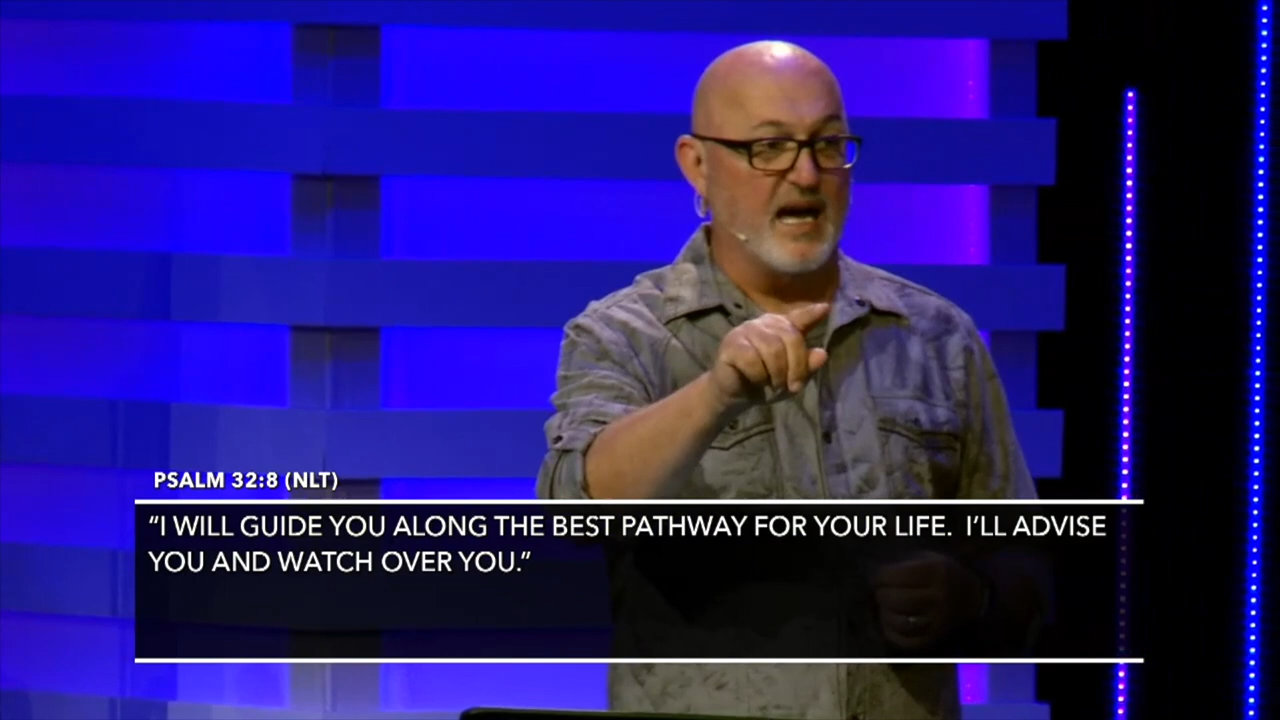 PSALM 32:8 (NLT)
“I WILL GUIDE YOU ALONG THE BEST PATHWAY FOR YOUR LIFE.  I’LL ADVISE
YOU AND WATCH OVER YOU.”